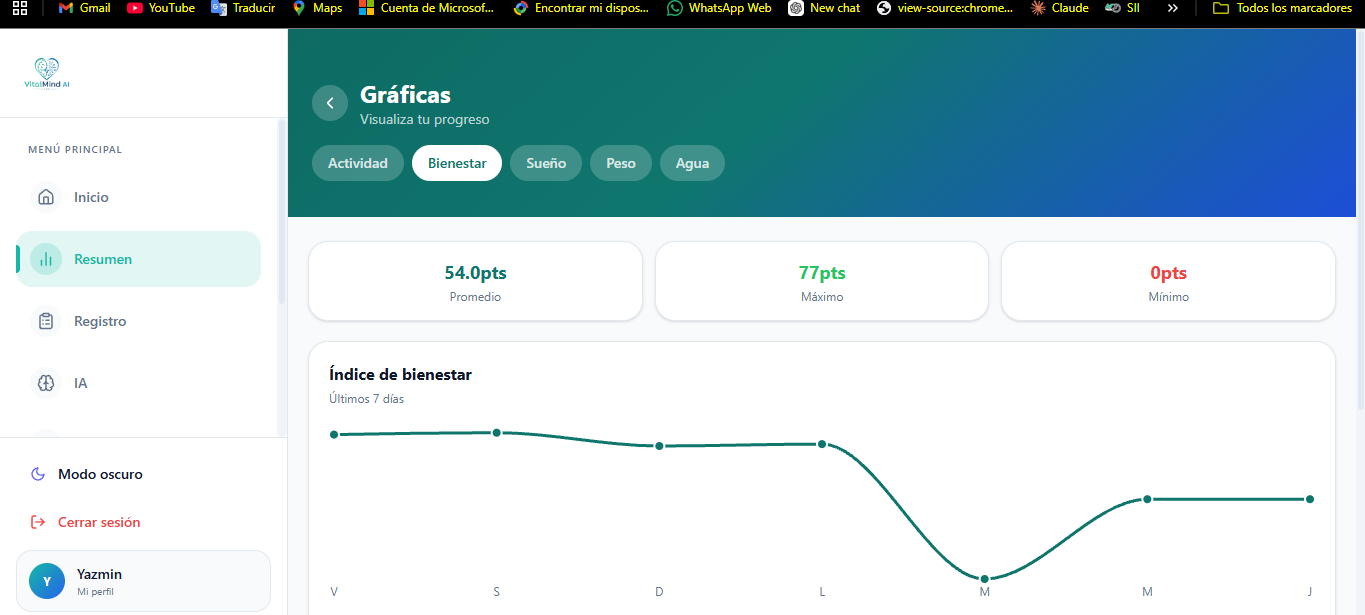 Gmail
YouTube
Traducir
Maps
Cuenta de Microsof...
Encontrar mi dispos...
WhatsApp Web
New chat
view-source:chrome...
Claude
SII
Todos los marcadores
VitalMind AI
MENÚ PRINCIPAL
Inicio
Resumen
Registro
IA
Modo oscuro
Cerrar sesión
Y
Yazmin
Mi perfil
Gráficas
Visualiza tu progreso
Actividad
Bienestar
Sueño
Peso
Agua
54.0pts
Promedio
77pts
Máximo
0pts
Mínimo
Índice de bienestar
Últimos 7 días
V S D L M M J